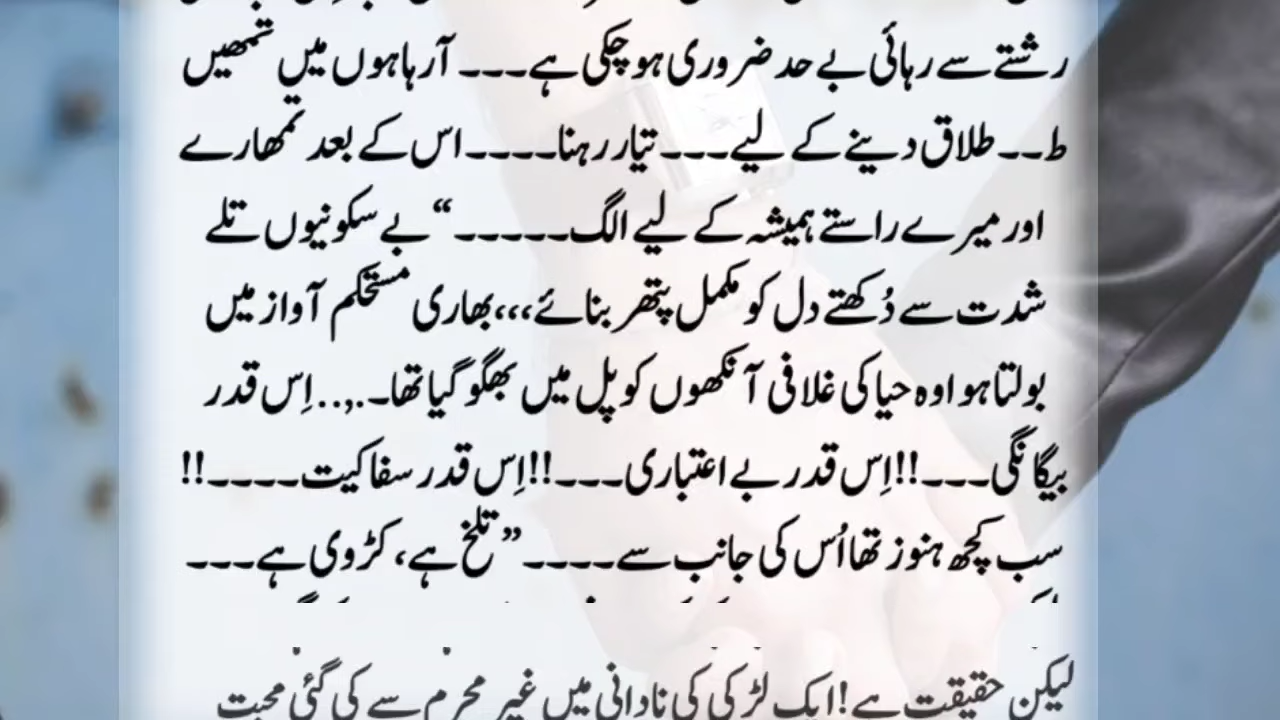 رشتے سے رہائی بے حد ضروری ہو چکی ہے۔۔۔ آرہا ہوں میں تمھیں
ط۔۔ طلاق دینے کے لیے۔۔۔ تیار رہنا۔۔۔۔ اس کے بعد تمھارے
اور میرے راستے ہمیشہ کے لیے الگ۔۔۔۔۔“ بے سکونیوں تلے
شدت سے دُکھتے دل کو مکمل پتھر بنائے،،،بھاری مستحکم آواز میں
بولتا ہوا وہ حیا کی غلافی آنکھوں کو پل میں بھگو گیا تھا۔.,.. اِس قدر
بیگانگی۔۔۔!!اِس قدر بے اعتباری۔۔۔!!اِس قدر سفاکیت۔۔۔۔!!
سب کچھ ہنوز تھا اُس کی جانب سے۔۔۔۔” تلخ ہے، کڑوی ہے۔۔۔
لیکن حقیقت ہے!ایک لڑکی کی نادانی میں غیر محرم سے کی گئی محبت